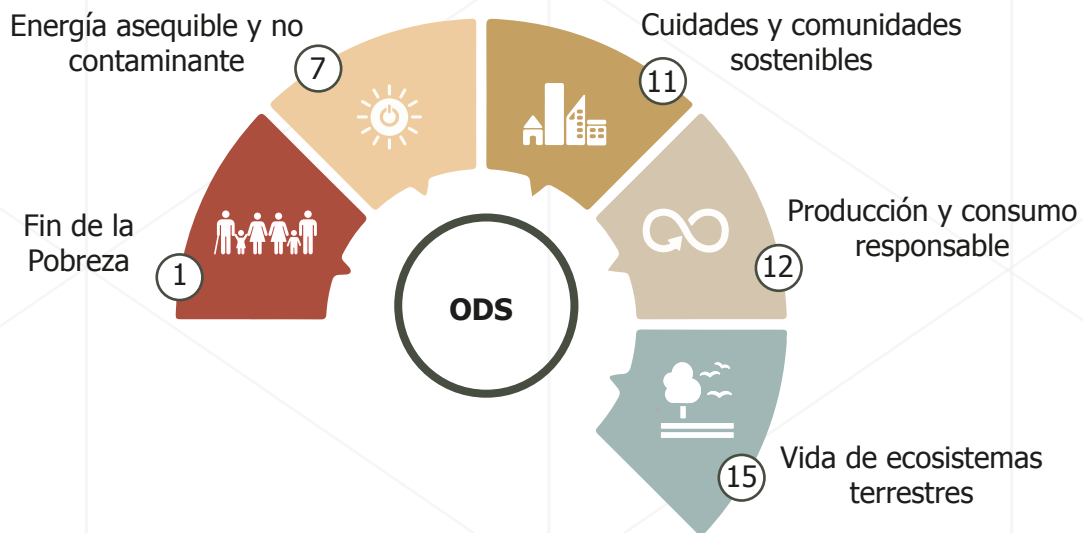 Energía asequible y no
contaminante
7
Cuidades y comunidades
sostenibles
11
Fin de la
Pobreza
1
Producción y consumo
responsable
12
ODS
Vida de ecosistemas
terrestres
15